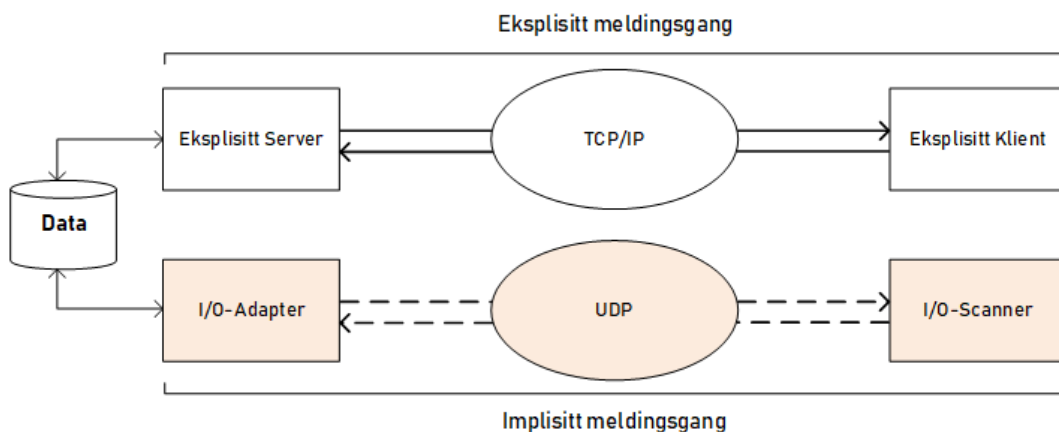 Eksplisitt meldingsgang
Eksplisitt Server
TCP/IP
Eksplisitt Klient
Data
I/O-Adapter
UDP
I/O-Scanner
Implisitt meldingsgang